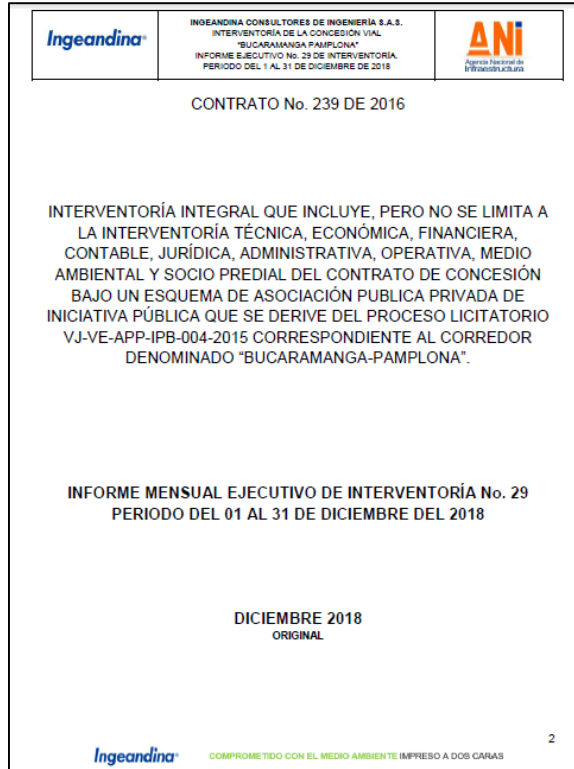 Ingeandina®
INGEANDINA CONSULTORES DE INGENIERÍA S.A.S.
INTERVENTORÍA DE LA CONCESIÓN VIAL
"BUCARAMANGA PAMPLONA"
INFORME EJECUTIVO No. 29 DE INTERVENTORÍA.
PERIODO DEL 1 AL 31 DE DICIEMBRE DE 2018
ANi
Agencia Nacional de
Infraestructura
CONTRATO No. 239 DE 2016
INTERVENTORÍA INTEGRAL QUE INCLUYE, PERO NO SE LIMITA A
LA INTERVENTORÍA TÉCNICA, ECONÓMICA, FINANCIERA,
CONTABLE, JURÍDICA, ADMINISTRATIVA, OPERATIVA, MEDIO
AMBIENTAL Y SOCIO PREDIAL DEL CONTRATO DE CONCESIÓN
BAJO UN ESQUEMA DE ASOCIACIÓN PUBLICA PRIVADA DE
INICIATIVA PÚBLICA QUE SE DERIVE DEL PROCESO LICITATORIO
VJ-VE-APP-IPB-004-2015 CORRESPONDIENTE AL CORREDOR
DENOMINADO “BUCARAMANGA-PAMPLONA”.
INFORME MENSUAL EJECUTIVO DE INTERVENTORÍA No. 29
PERIODO DEL 01 AL 31 DE DICIEMBRE DEL 2018
DICIEMBRE 2018
ORIGINAL
2
Ingeandina® COMPROMETIDO CON EL MEDIO AMBIENTE IMPRESO A DOS CARAS